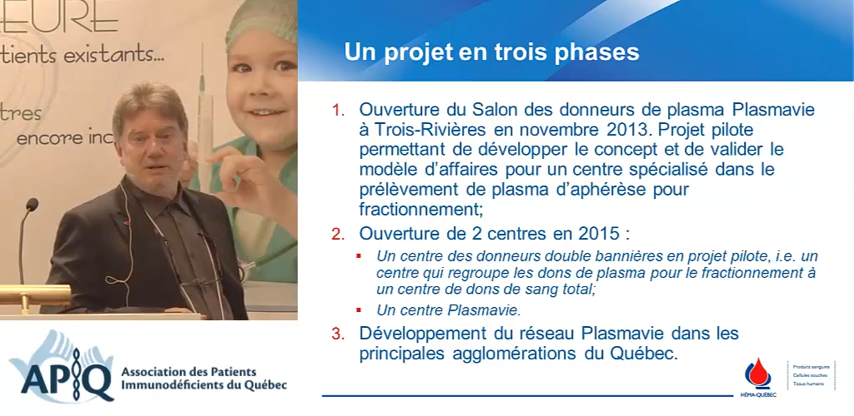 EURE
tients existants...
tres
encore inc
Un projet en trois phases
1. Ouverture du Salon des donneurs de plasma Plasmavie
à Trois-Rivières en novembre 2013. Projet pilote
permettant de développer le concept et de valider le
modèle d'affaires pour un centre spécialisé dans le
prélèvement de plasma d'aphérèse pour
fractionnement;
2. Ouverture de 2 centres en 2015 :
▪ Un centre des donneurs double bannières en projet pilote, i.e. un
centre qui regroupe les dons de plasma pour le fractionnement à
un centre de dons de sang total;
▪ Un centre Plasmavie.
3. Développement du réseau Plasmavie dans les
principales agglomérations du Québec.
APIQ
Association des Patients
Immunodéficients du Québec
HÉMA-QUÉBEC
Produits sanguins
Cellules souches
Tissus humains